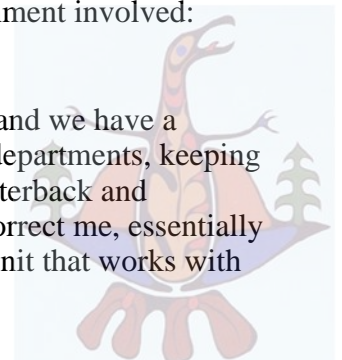 ment involved:
and we have a
departments, keeping
terback and
orrect me, essentially
nit that works with